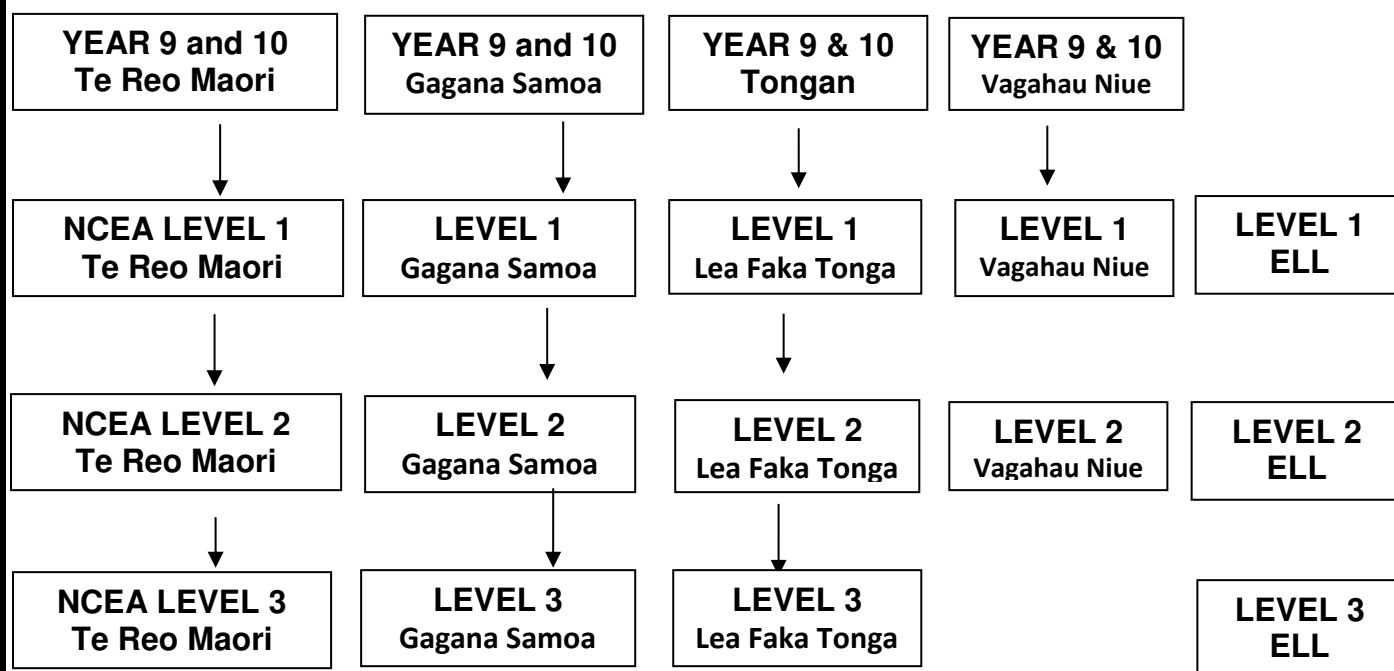 YEAR 9 and 10
Te Reo Maori
YEAR 9 and 10
Gagana Samoa
YEAR 9 & 10
Tongan
YEAR 9 & 10
Vagahau Niue
NCEA LEVEL 1
Te Reo Maori
LEVEL 1
Gagana Samoa
LEVEL 1
Lea Faka Tonga
LEVEL 1
Vagahau Niue
LEVEL 1
ELL
NCEA LEVEL 2
Te Reo Maori
LEVEL 2
Gagana Samoa
LEVEL 2
Lea Faka Tonga
LEVEL 2
Vagahau Niue
LEVEL 2
ELL
NCEA LEVEL 3
Te Reo Maori
LEVEL 3
Gagana Samoa
LEVEL 3
Lea Faka Tonga
LEVEL 3
ELL